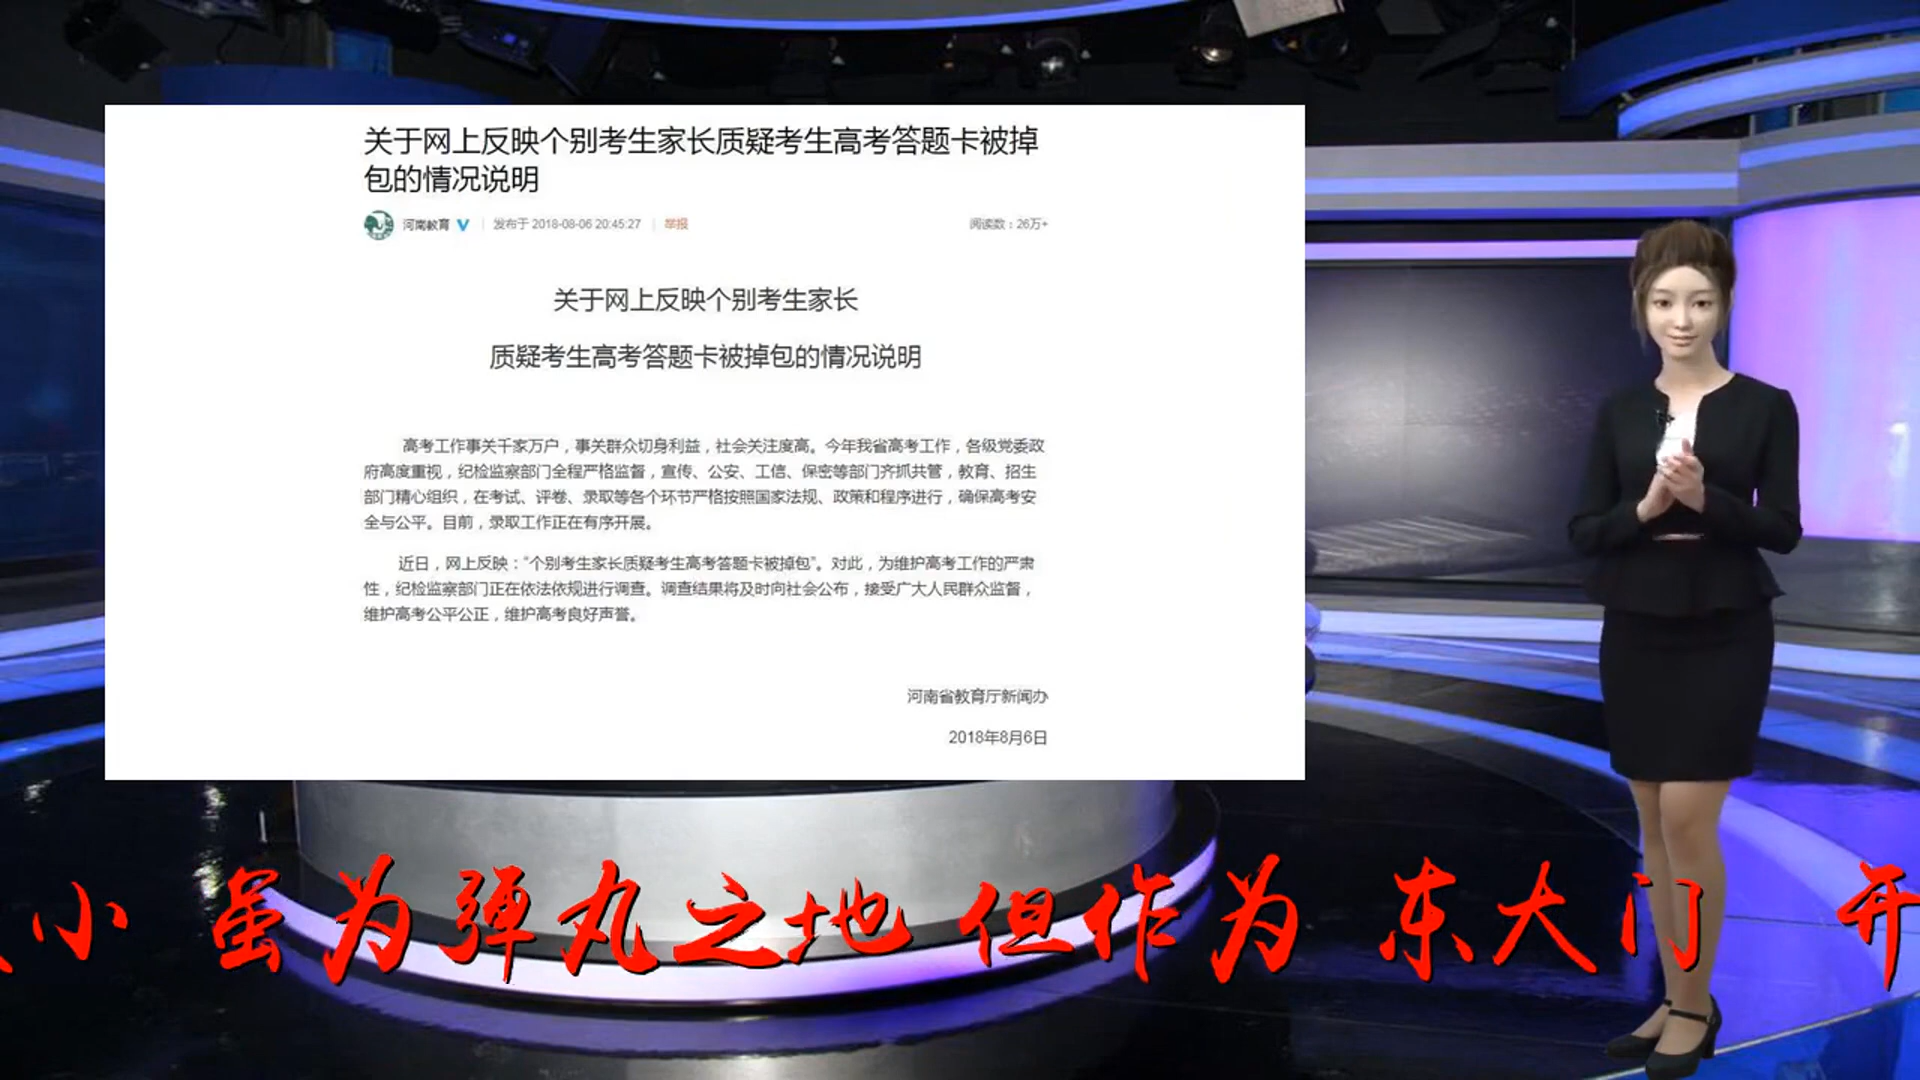 关于网上反映个别考生家长质疑考生高考答题卡被掉
包的情况说明
河南教育 发布于 2018-08-06 20:45:27 举报 阅读数：26万+
关于网上反映个别考生家长
质疑考生高考答题卡被掉包的情况说明
高考工作事关千家万户，事关群众切身利益，社会关注度高。今年我省高考工作，各级党委政
府高度重视，纪检监察部门全程严格监督，宣传、公安、工信、保密等部门齐抓共管，教育、招生
部门精心组织，在考试、评卷、录取等各个环节严格按照国家法规、政策和程序进行，确保高考安
全与公平。目前，录取工作正在有序开展。
近日，网上反映：“个别考生家长质疑考生高考答题卡被掉包”。对此，为维护高考工作的严肃
性，纪检监察部门正在依法依规进行调查。调查结果将及时向社会公布，接受广大人民群众监督，
维护高考公平公正，维护高考良好声誉。
河南省教育厅新闻办
2018年8月6日
小 虽为弹丸之地 但作为 东大门 开